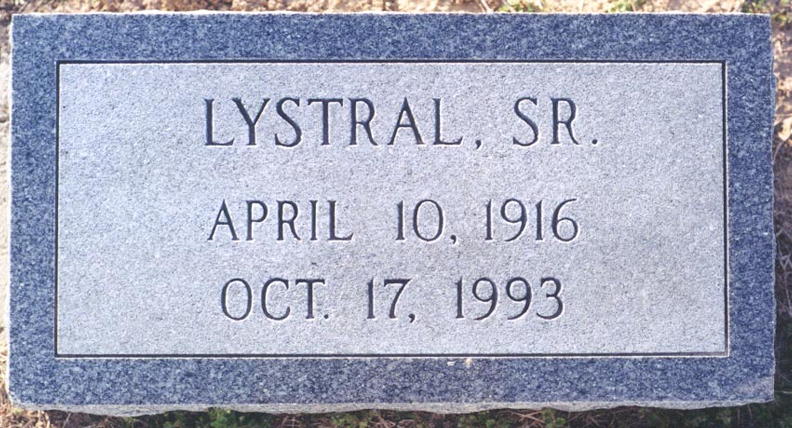 LYSTRAL, SR.
APRIL 10, 1916
OCT. 17, 1993